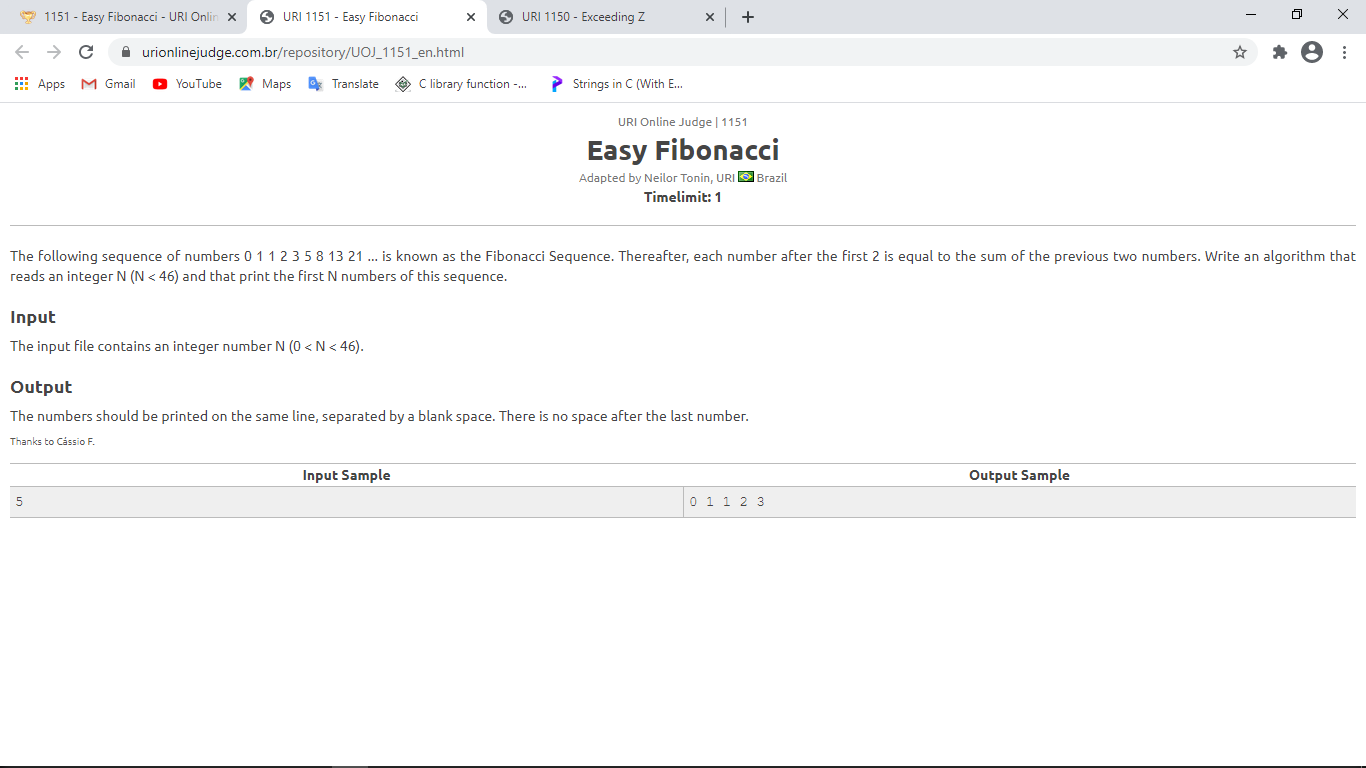 1151 - Easy Fibonacci - URI Onlin
URI 1151 - Easy Fibonacci
URI 1150 - Exceeding Z
urionlinejudge.com.br/repository/UOJ_1151_en.html
Apps Gmail YouTube Maps Translate C library function -... Strings in C (With E...
URI Online Judge | 1151
Easy Fibonacci
Adapted by Neilor Tonin, URI Brazil
Timelimit: 1
The following sequence of numbers 0 1 1 2 3 5 8 13 21 ... is known as the Fibonacci Sequence. Thereafter, each number after the first 2 is equal to the sum of the previous two numbers. Write an algorithm that
reads an integer N (N < 46) and that print the first N numbers of this sequence.
Input
The input file contains an integer number N (0 < N < 46).
Output
The numbers should be printed on the same line, separated by a blank space. There is no space after the last number.
Thanks to Cássio F.
Input Sample Output Sample
5 0 1 1 2 3